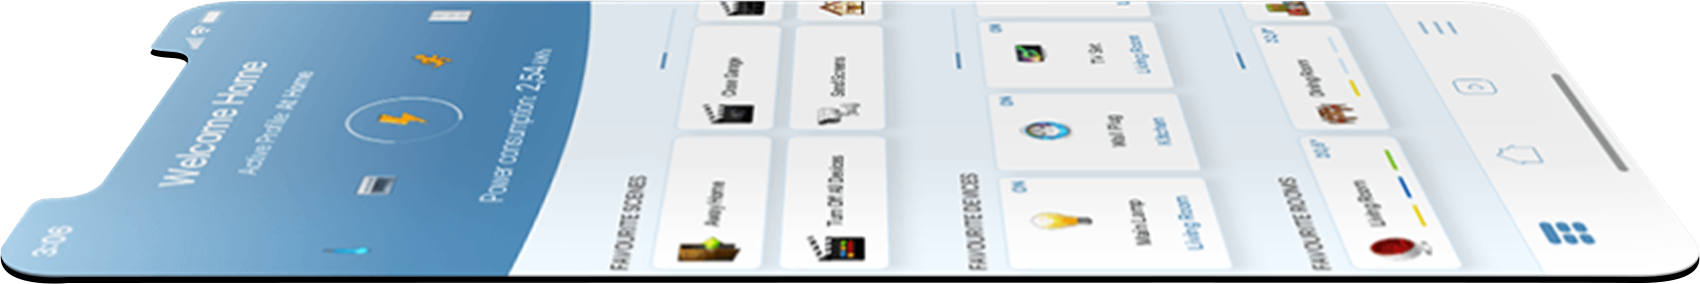 3:06
Welcome Home
Active Profile: At Home
Power consumption: 2,54 kWh
FAVOURITE SCENES
Away Home
Close Garage
Turn Off All Devices
FAVOURITE DEVICES
ON
Main Lamp
Living Room
ON
Wall Plug
Kitchen
ON
TV Set
Living Room
FAVOURITE ROOMS
Living Room
Dining Room